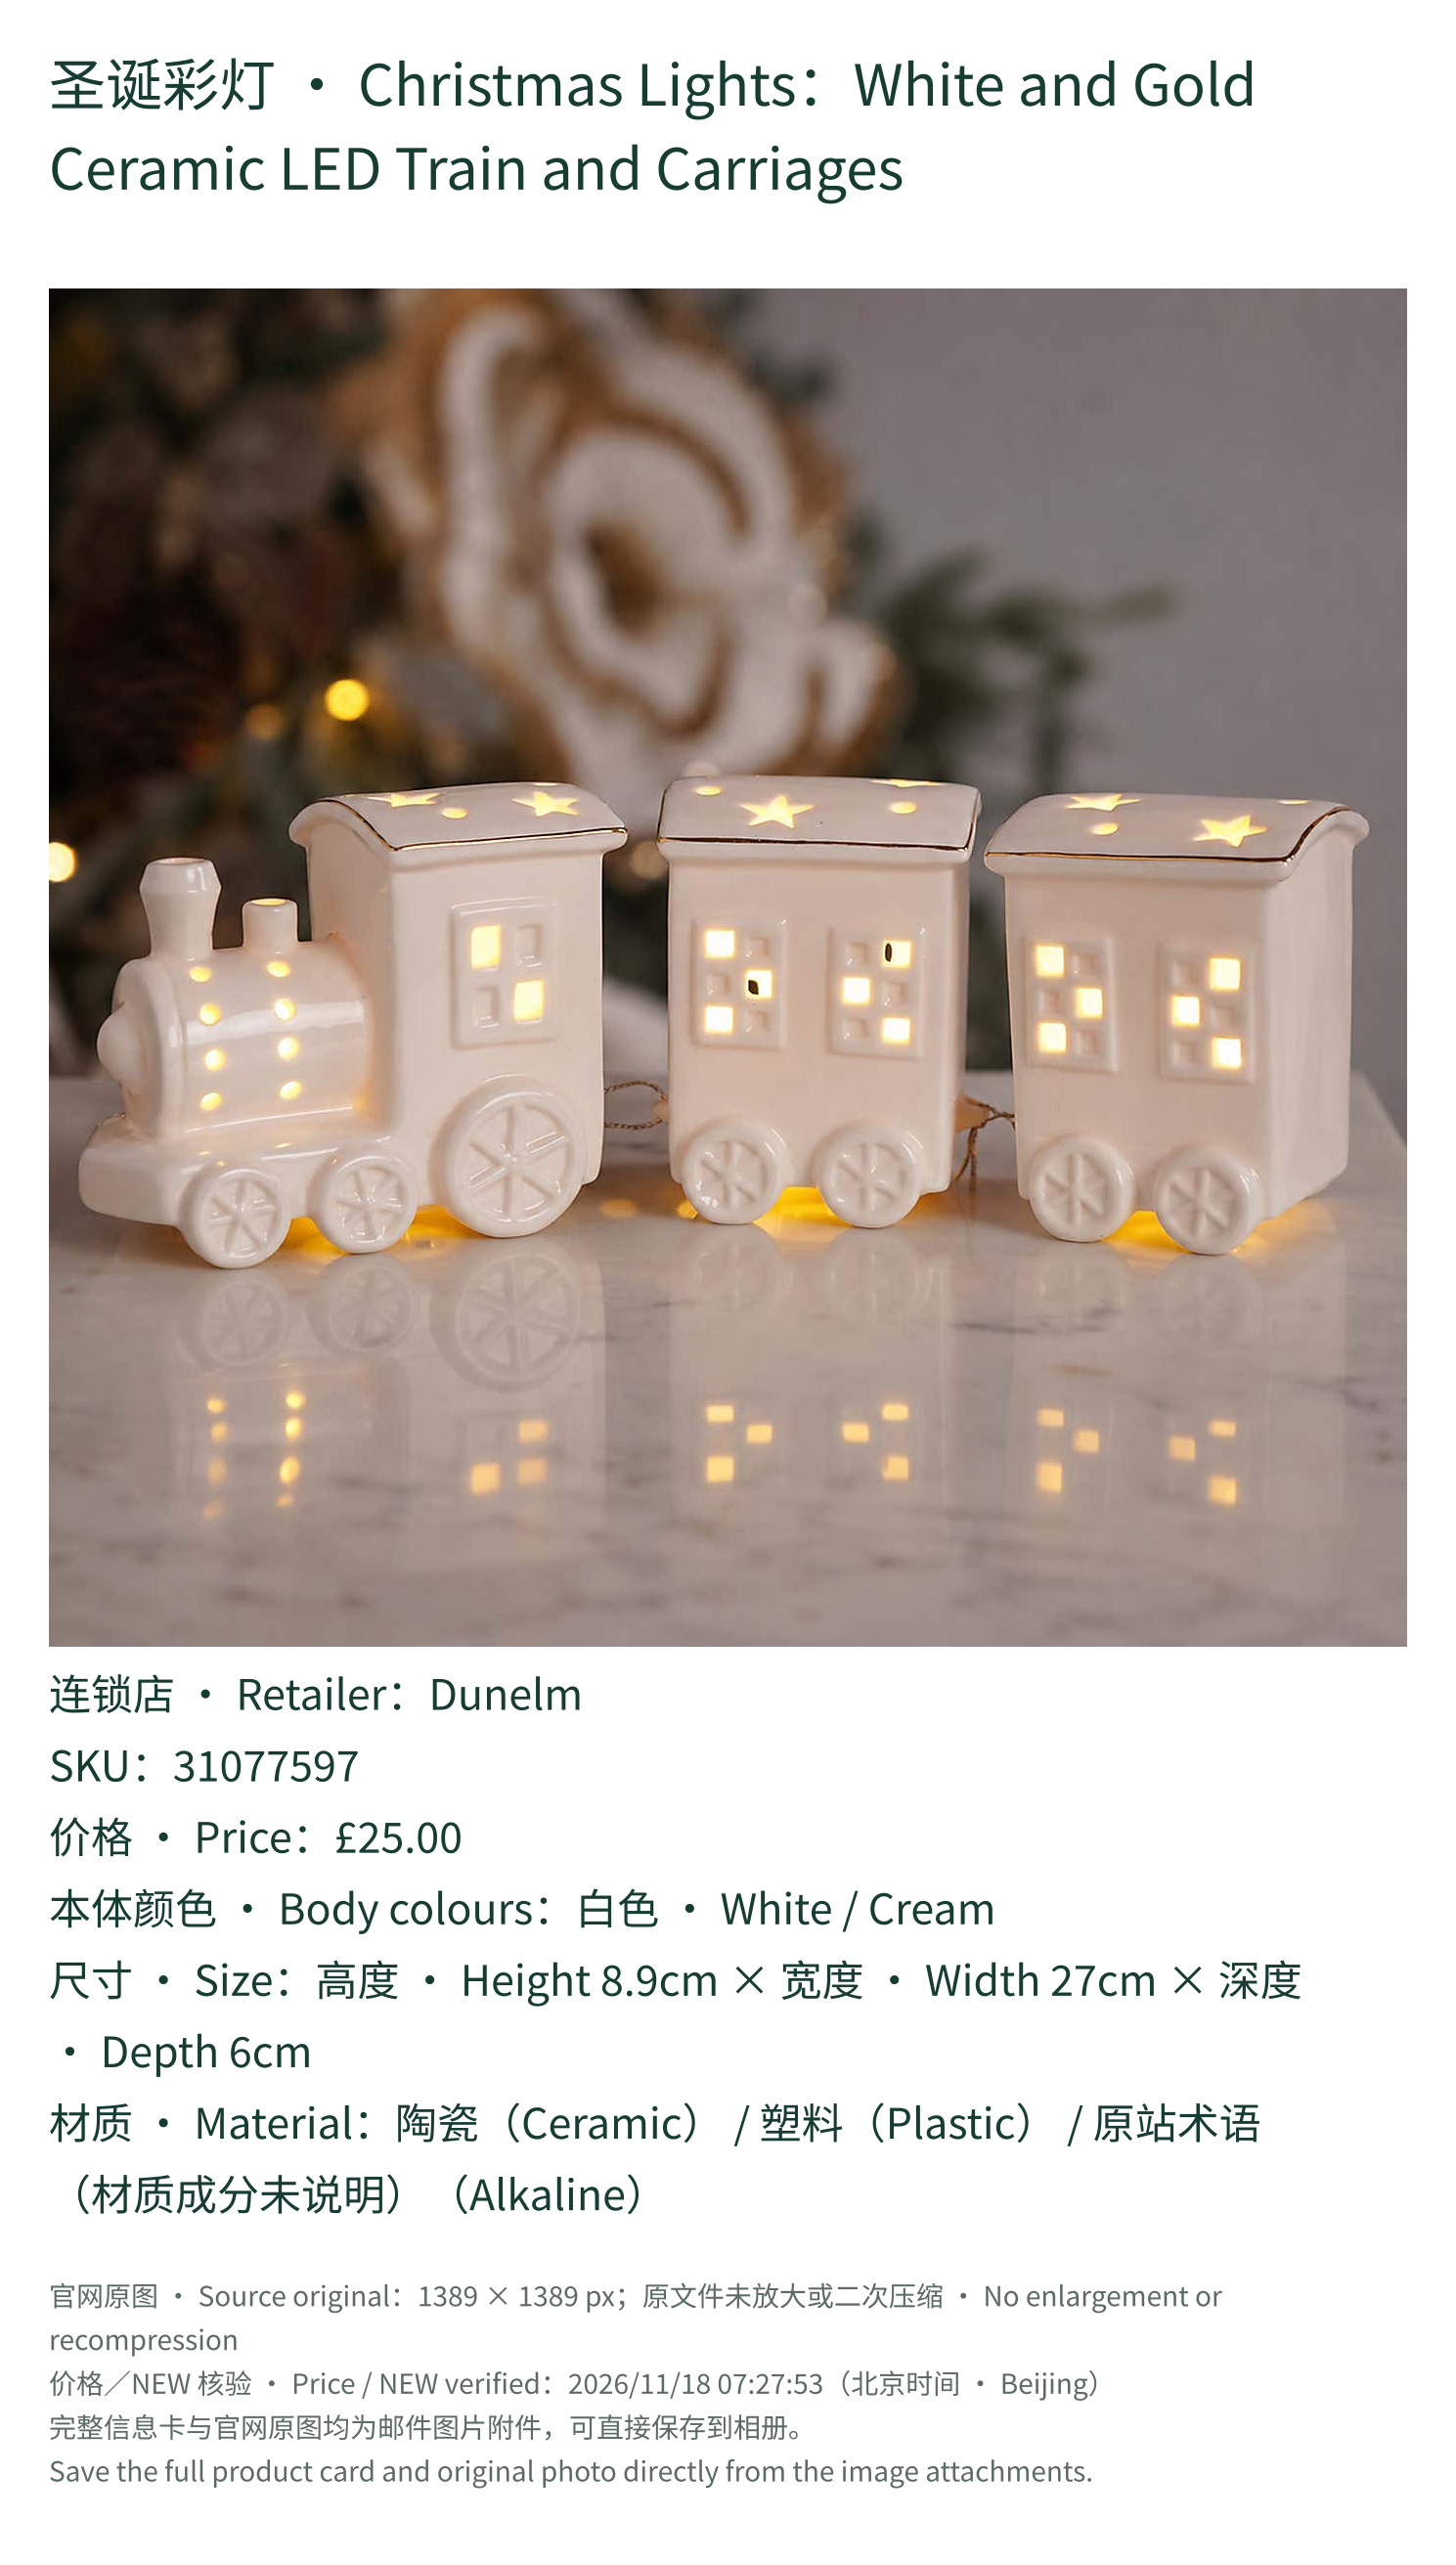 圣诞彩灯 · Christmas Lights：White and Gold
Ceramic LED Train and Carriages
连锁店 · Retailer：Dunelm
SKU：31077597
价格 · Price：£25.00
本体颜色 · Body colours：白色 · White / Cream
尺寸 · Size：高度 · Height 8.9cm × 宽度 · Width 27cm × 深度
· Depth 6cm
材质 · Material：陶瓷（Ceramic） / 塑料（Plastic） / 原站术语
（材质成分未说明）（Alkaline）
官网原图 · Source original：1389 × 1389 px；原文件未放大或二次压缩 · No enlargement or
recompression
价格／NEW 核验 · Price / NEW verified：2026/11/18 07:27:53（北京时间 · Beijing）
完整信息卡与官网原图均为邮件图片附件，可直接保存到相册。
Save the full product card and original photo directly from the image attachments.